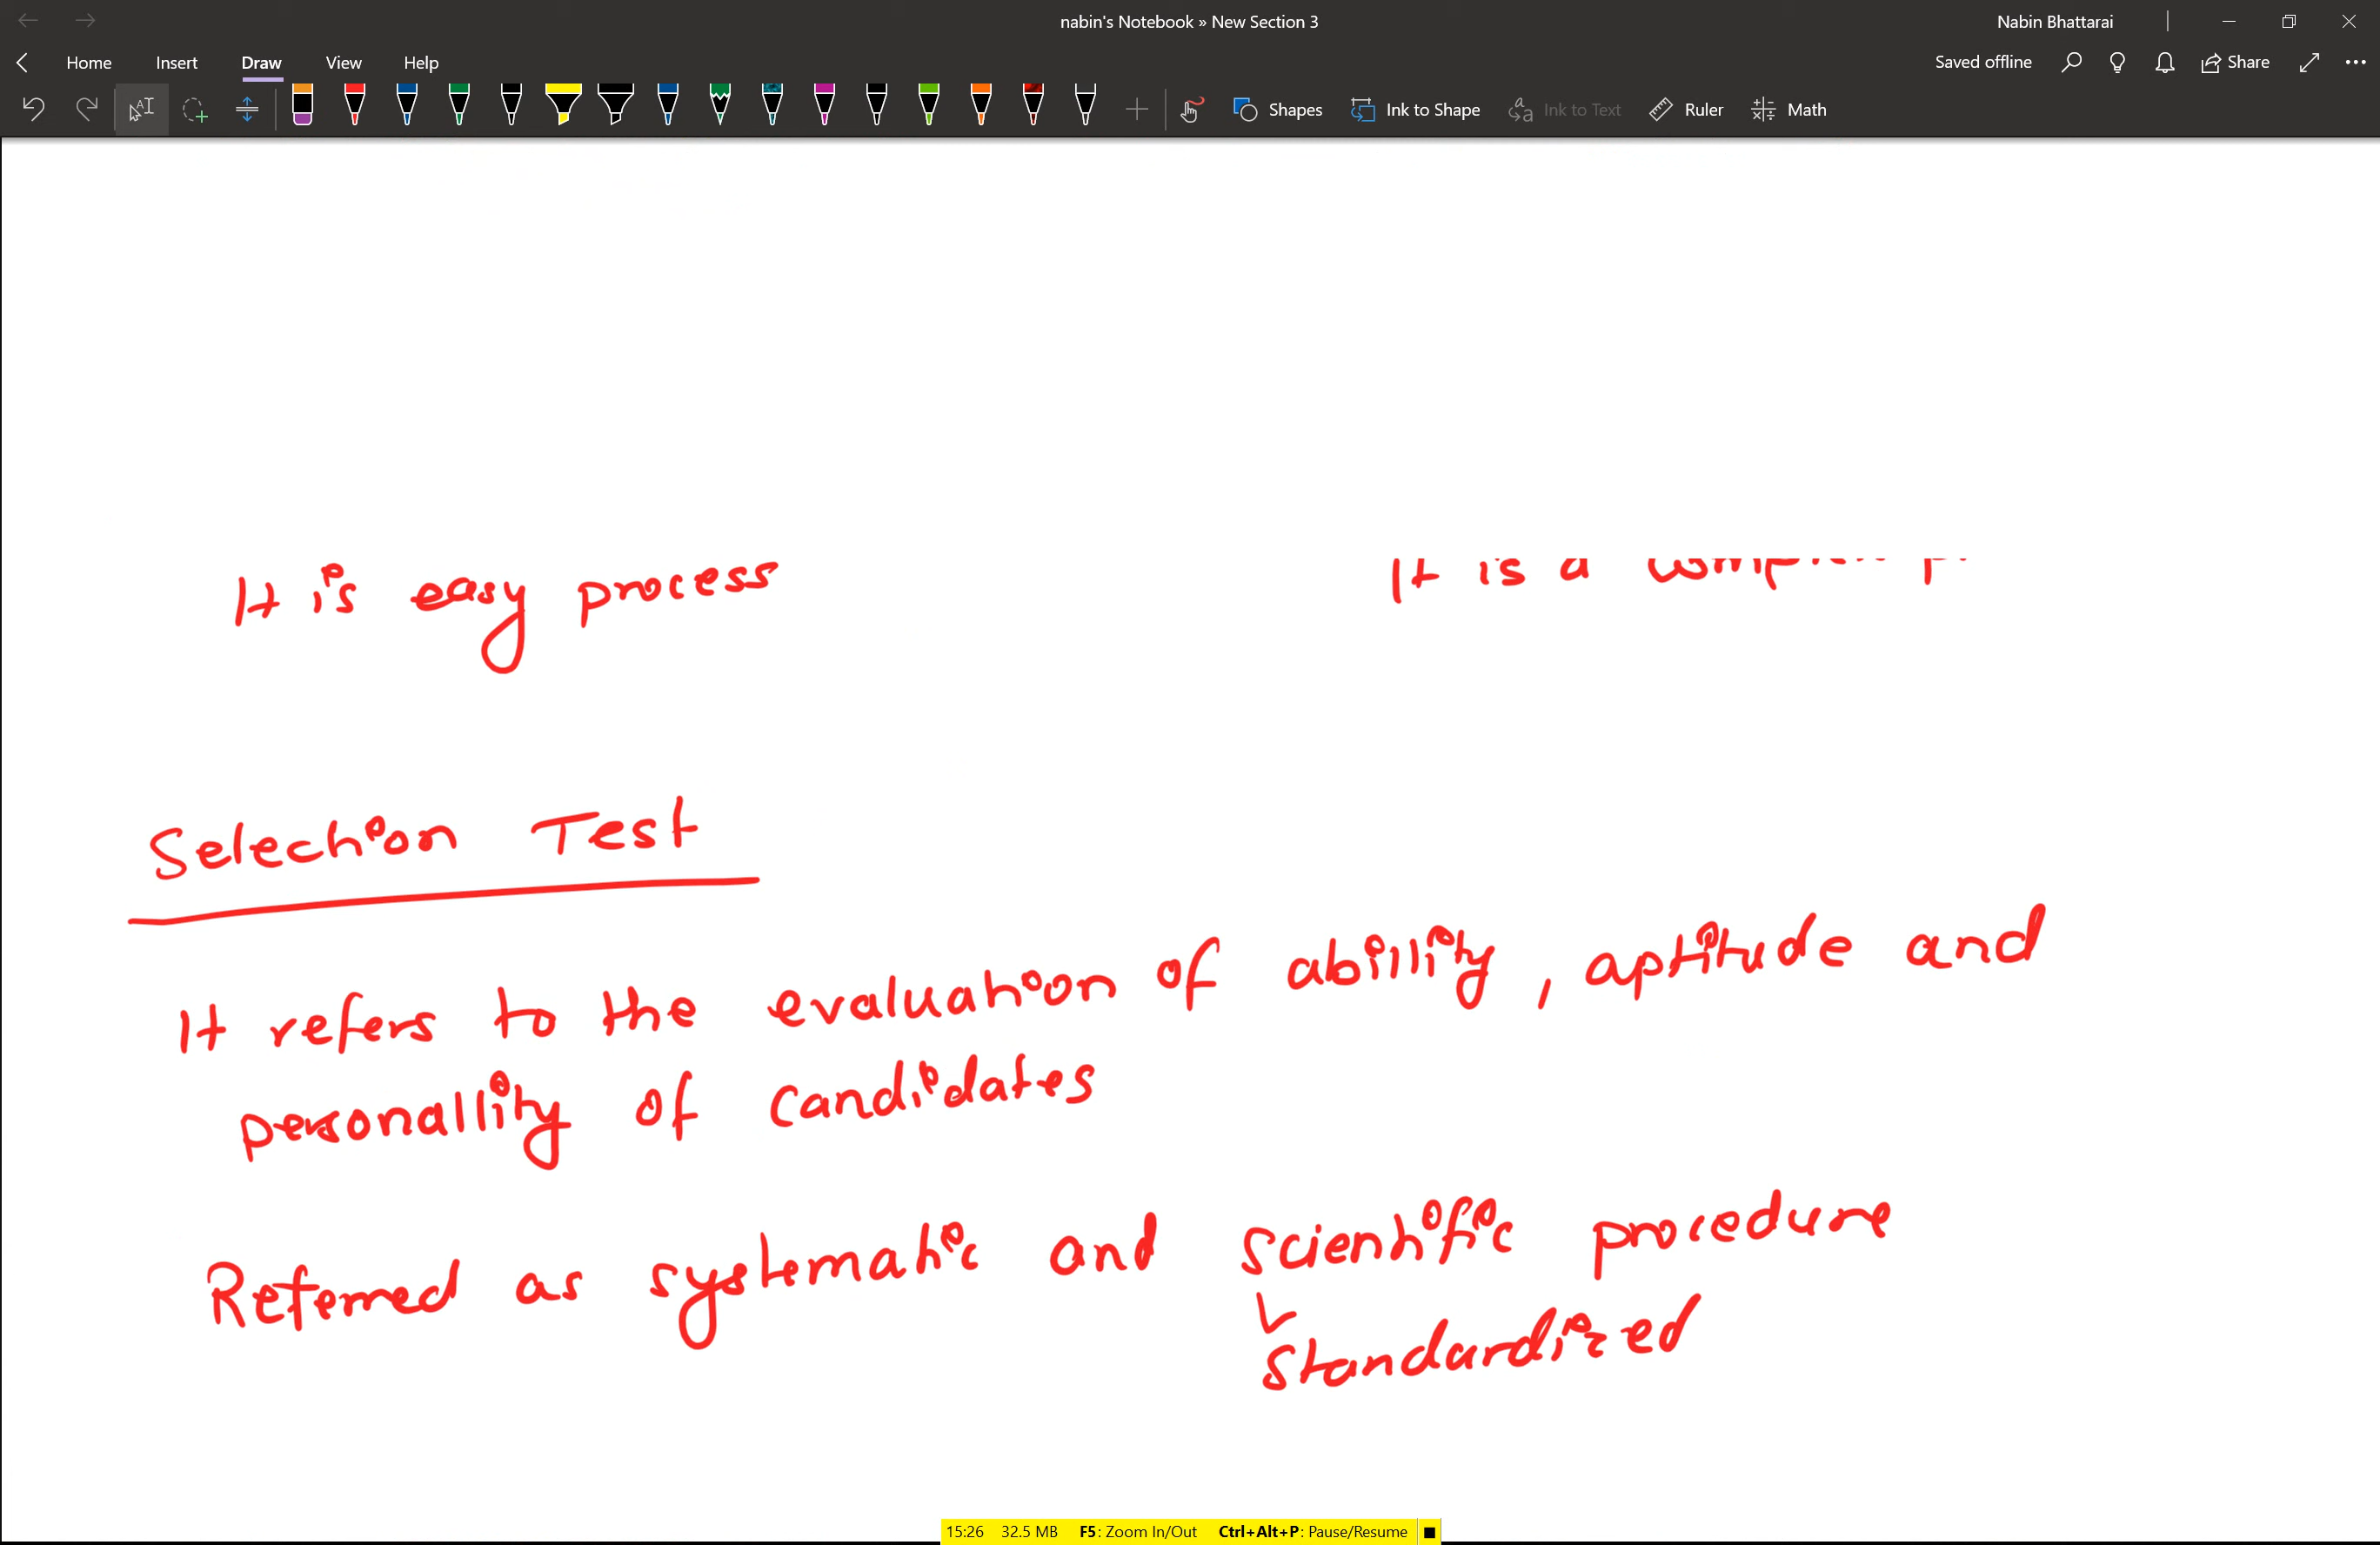 nabin's Notebook » New Section 3
Nabin Bhattarai
Home Insert Draw View Help
Saved offline
Share
Shapes Ink to Shape Ink to Text Ruler Math
It is easy process
It is a
Selection Test
It refers to the evaluation of abillity, aptitude and
personallity of candidates
Referred as systematic and scientific procedure
standardized
15:26 32.5 MB F5: Zoom In/Out Ctrl+Alt+P: Pause/Resume